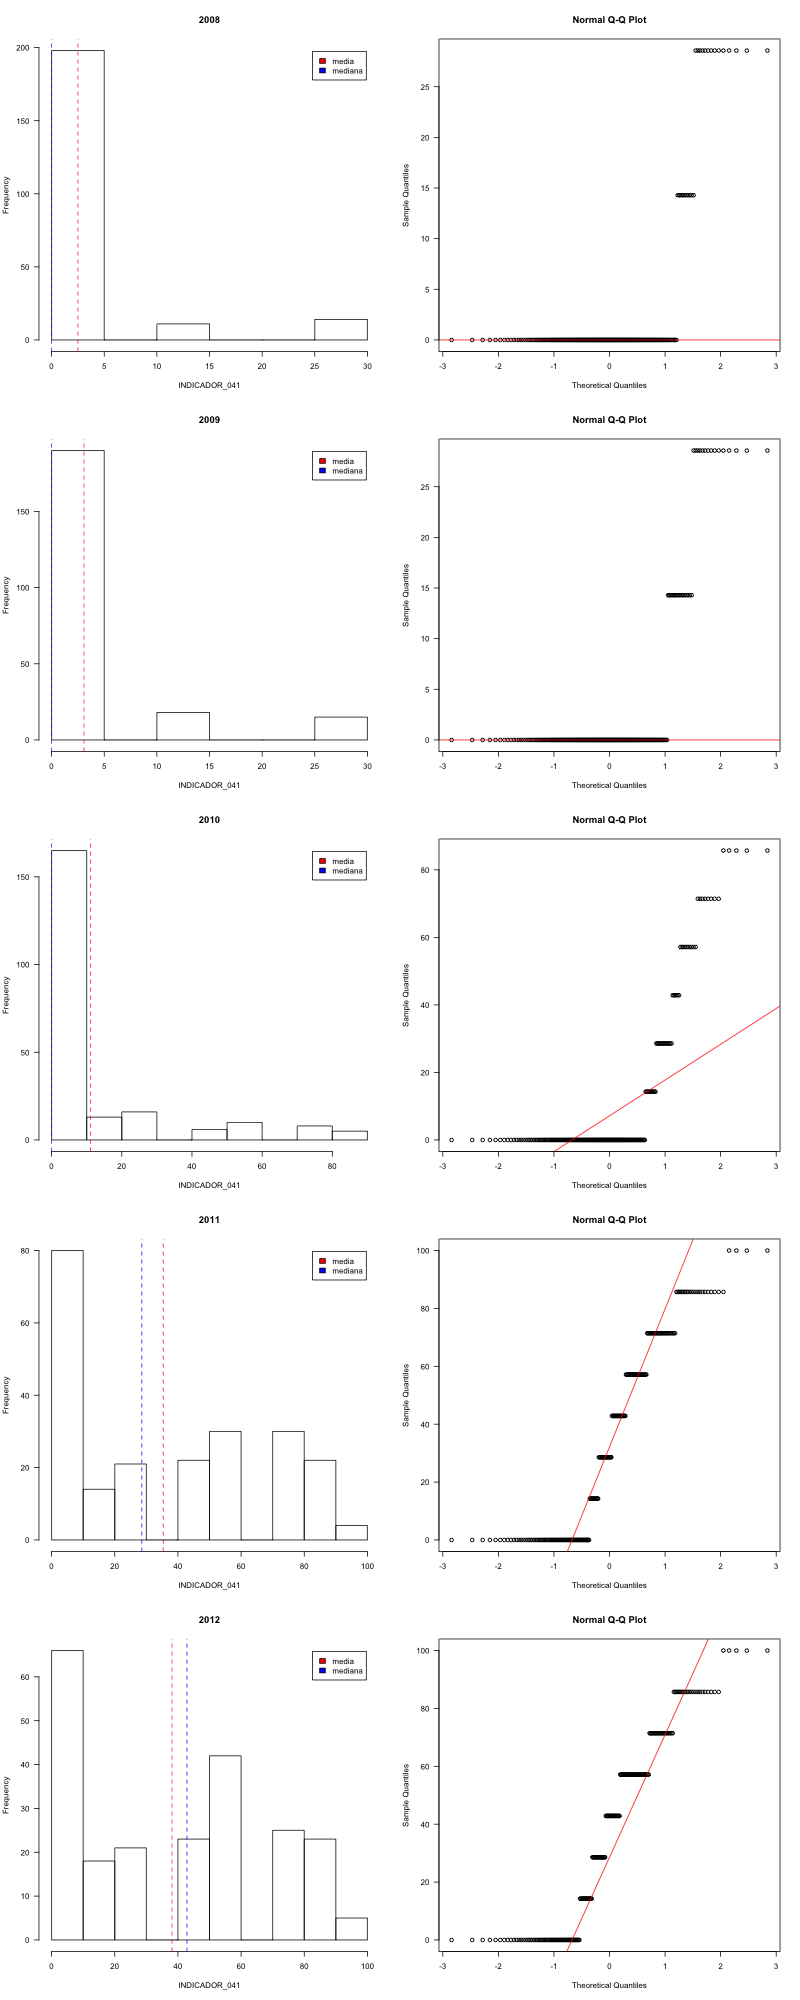 2008
Normal Q-Q Plot
media
mediana
Frequency
200
150
100
50
0
0 5 10 15 20 25 30
INDICADOR_041
Sample Quantiles
25
20
15
10
5
0
-3 -2 -1 0 1 2 3
Theoretical Quantiles
2009
Normal Q-Q Plot
media
mediana
Frequency
150
100
50
0
0 5 10 15 20 25 30
INDICADOR_041
Sample Quantiles
25
20
15
10
5
0
-3 -2 -1 0 1 2 3
Theoretical Quantiles
2010
Normal Q-Q Plot
media
mediana
Frequency
150
100
50
0
0 20 40 60 80
INDICADOR_041
Sample Quantiles
80
60
40
20
0
-3 -2 -1 0 1 2 3
Theoretical Quantiles
2011
Normal Q-Q Plot
media
mediana
Frequency
80
60
40
20
0
0 20 40 60 80 100
INDICADOR_041
Sample Quantiles
100
80
60
40
20
0
-3 -2 -1 0 1 2 3
Theoretical Quantiles
2012
Normal Q-Q Plot
media
mediana
Frequency
60
50
40
30
20
10
0
0 20 40 60 80 100
INDICADOR_041
Sample Quantiles
100
80
60
40
20
0
-3 -2 -1 0 1 2 3
Theoretical Quantiles